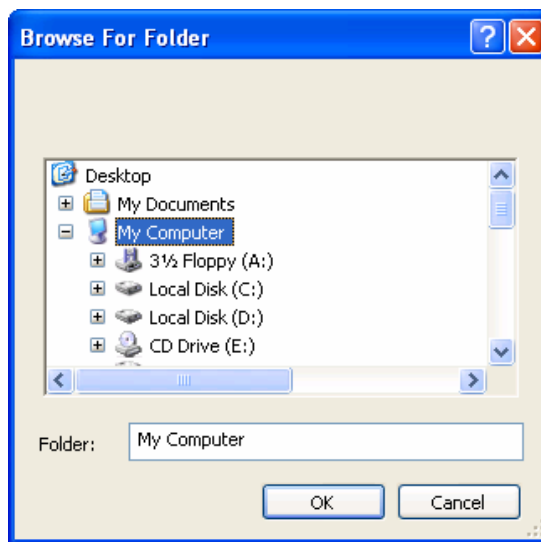 Browse For Folder
Desktop
My Documents
My Computer
3½ Floppy (A:)
Local Disk (C:)
Local Disk (D:)
CD Drive (E:)
Folder: My Computer
OK Cancel